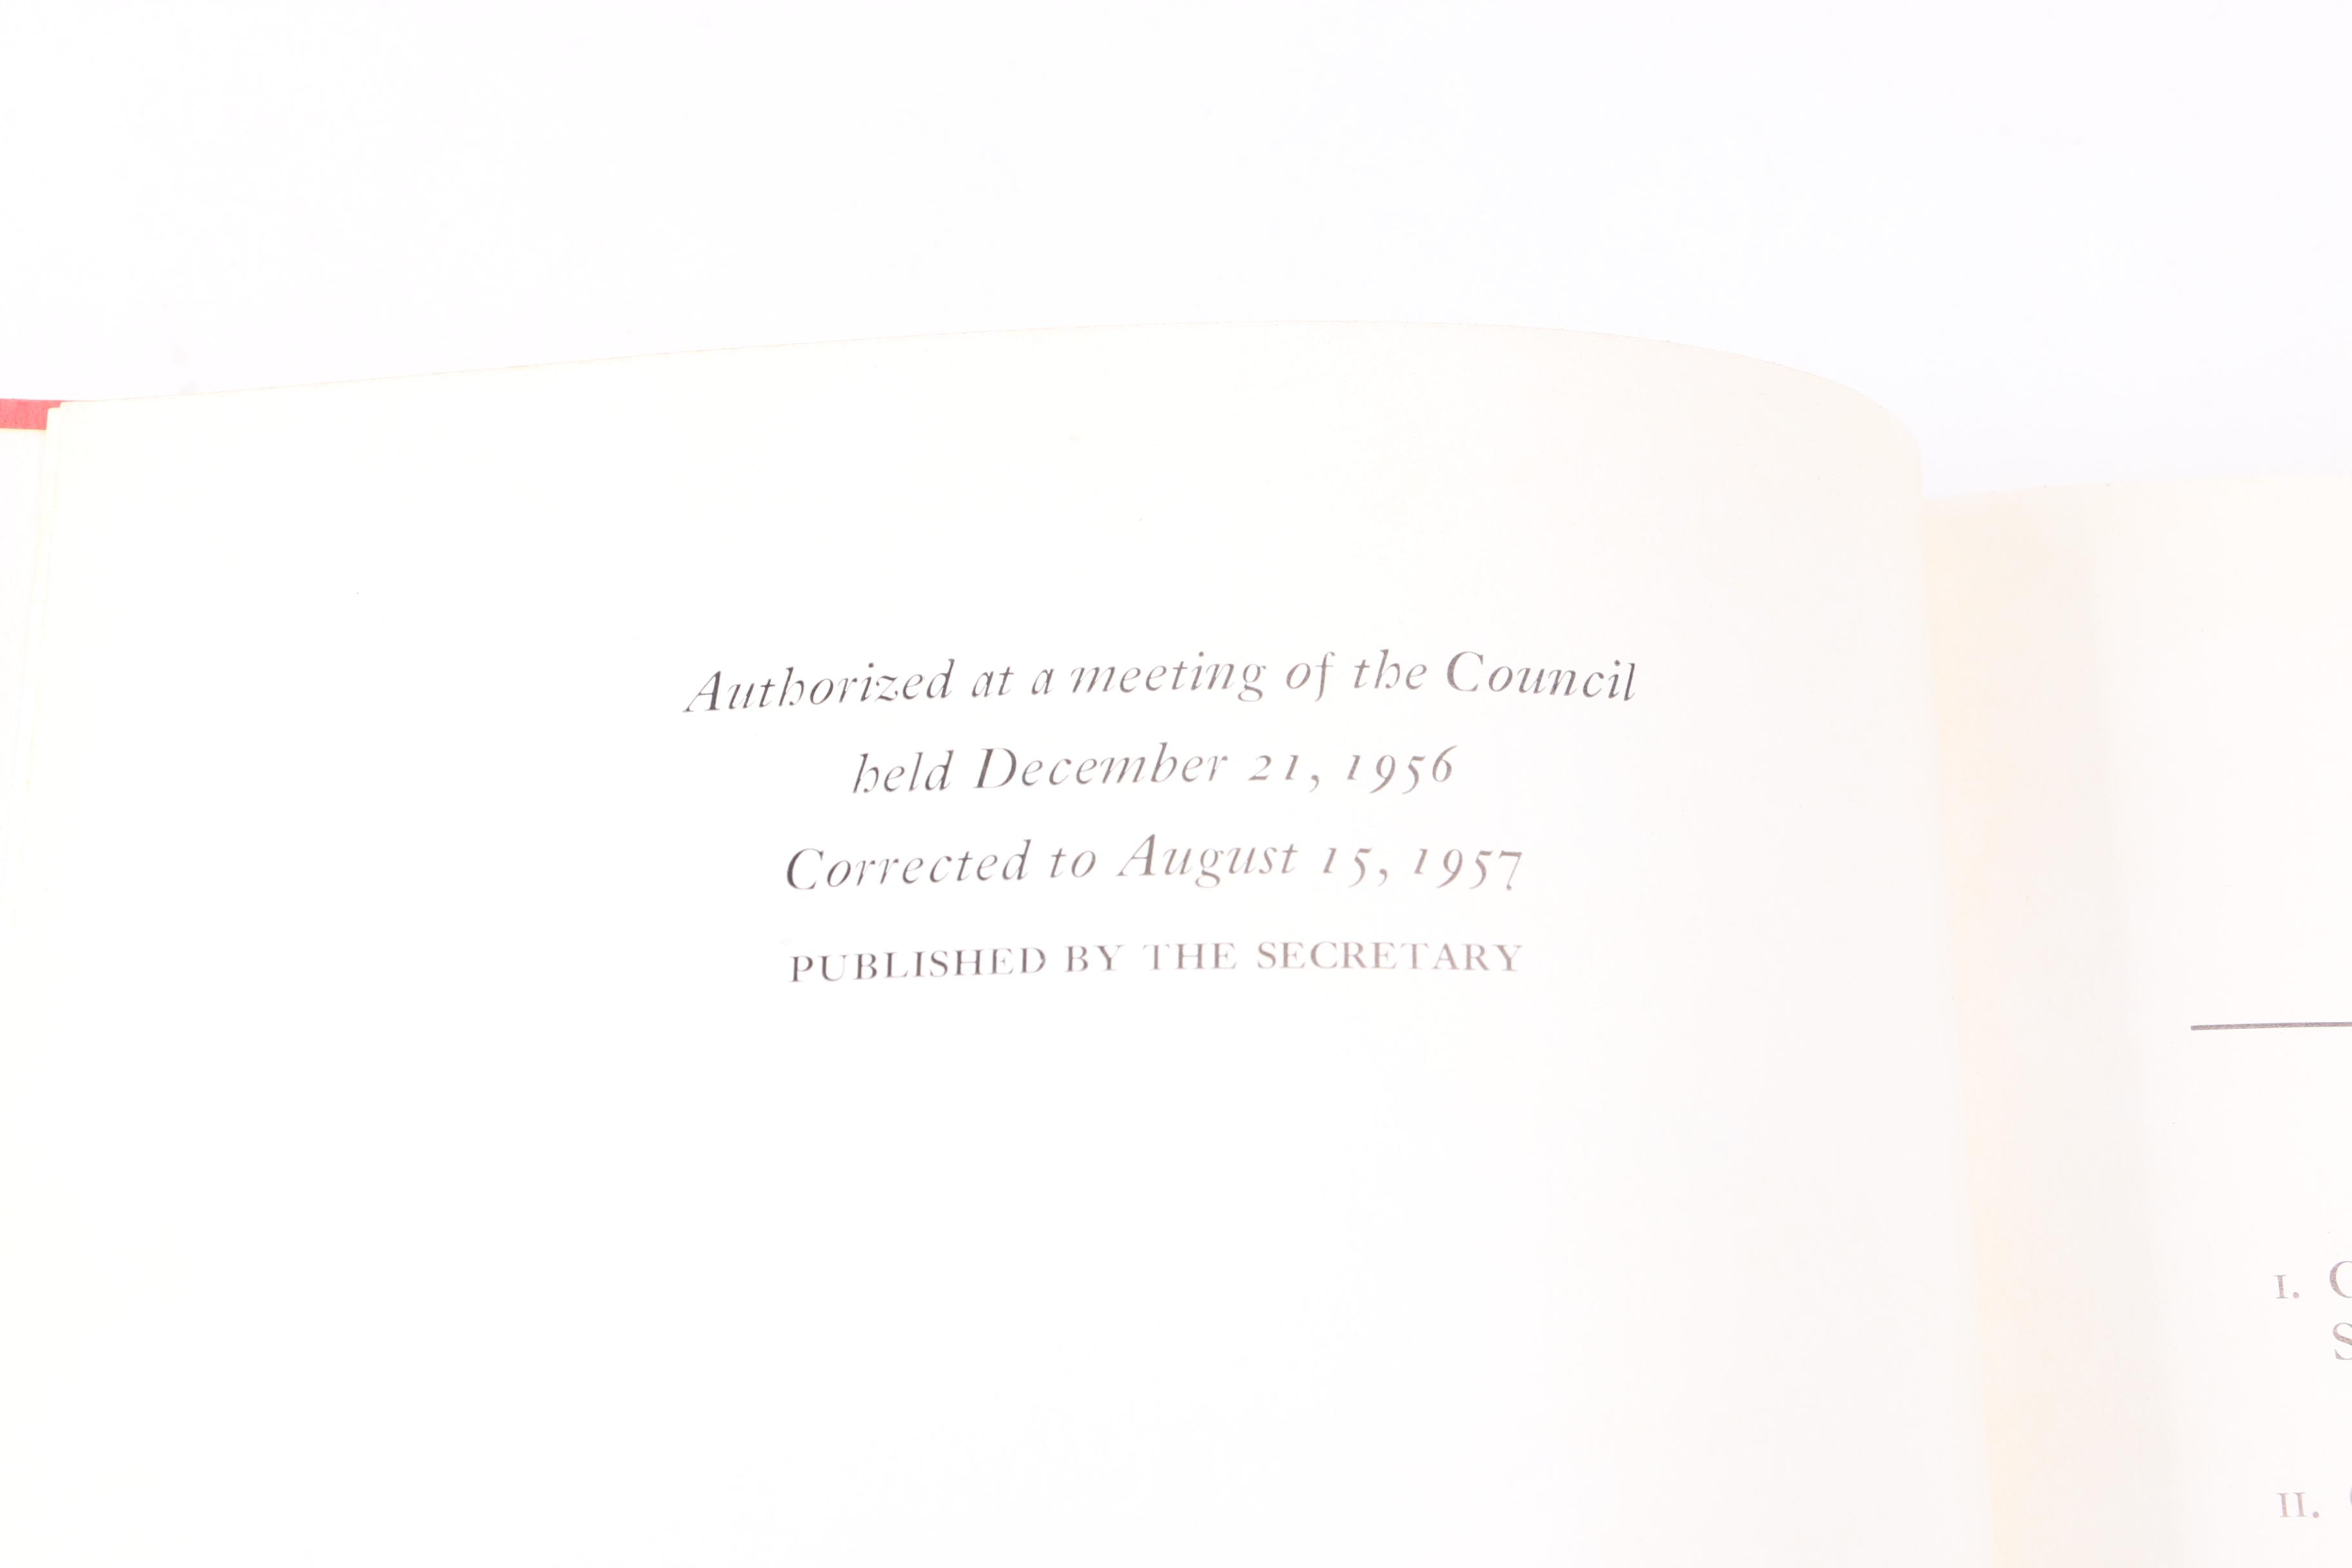 Authorized at a meeting of the Council
held December 21, 1956
Corrected to August 15, 1957
PUBLISHED BY THE SECRETARY
I.
II.